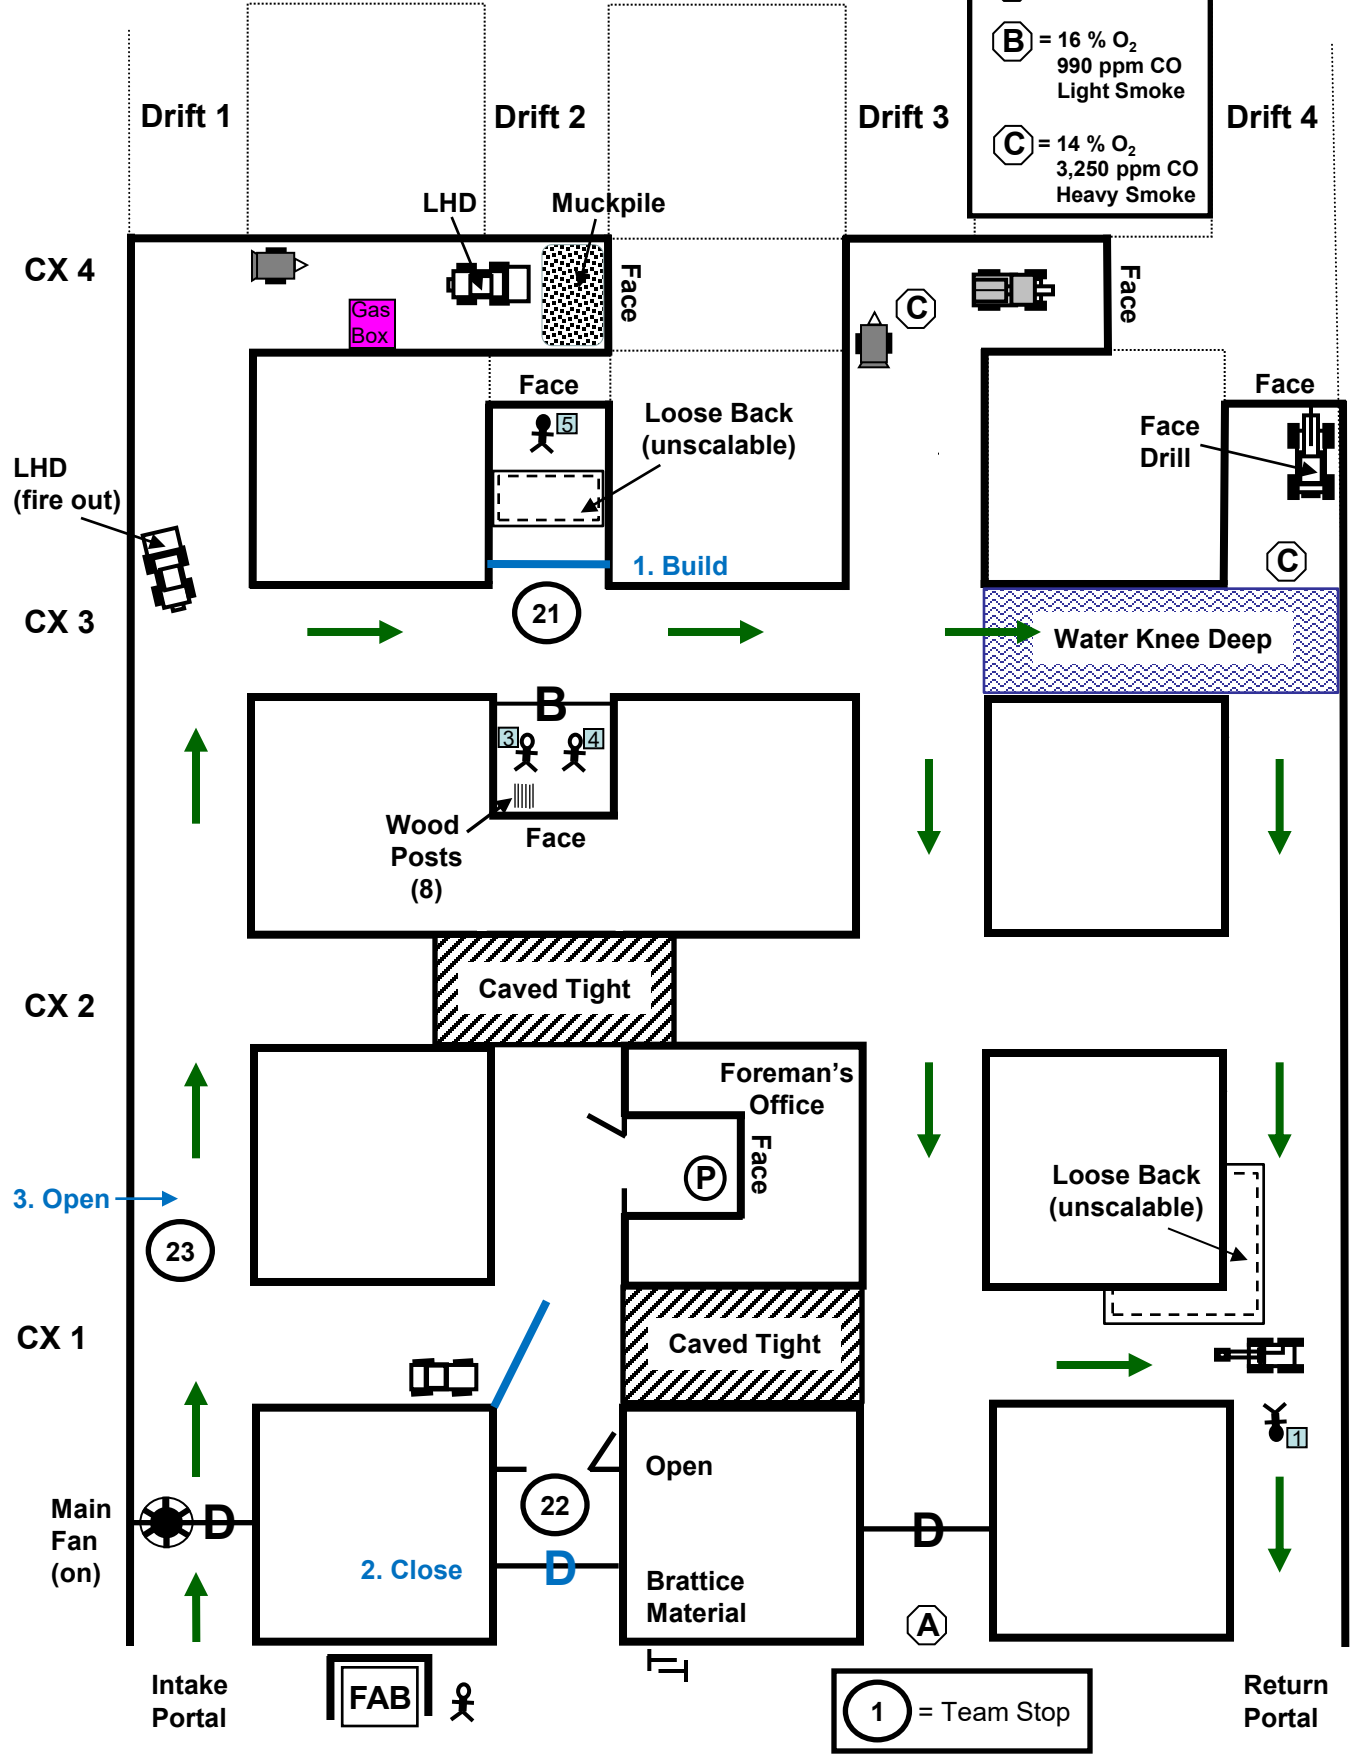 B = 16 % O₂
990 ppm CO
Light Smoke
Drift 1
Drift 2
Drift 3
Drift 4
C = 14 % O₂
3,250 ppm CO
Heavy Smoke
LHD
Muckpile
CX 4
Face
Face
C
Gas
Box
Face
Face
5
Loose Back
(unscalable)
Face
Drill
LHD
(fire out)
C
1. Build
21
CX 3
Water Knee Deep
B
3
4
Wood
Posts
(8)
Face
CX 2
Caved Tight
Foreman's
Office
Face
P
Loose Back
(unscalable)
3. Open
23
CX 1
Caved Tight
1
Open
Main
Fan
(on)
D
22
D
2. Close
D
Brattice
Material
A
Intake
Portal
FAB
1 = Team Stop
Return
Portal